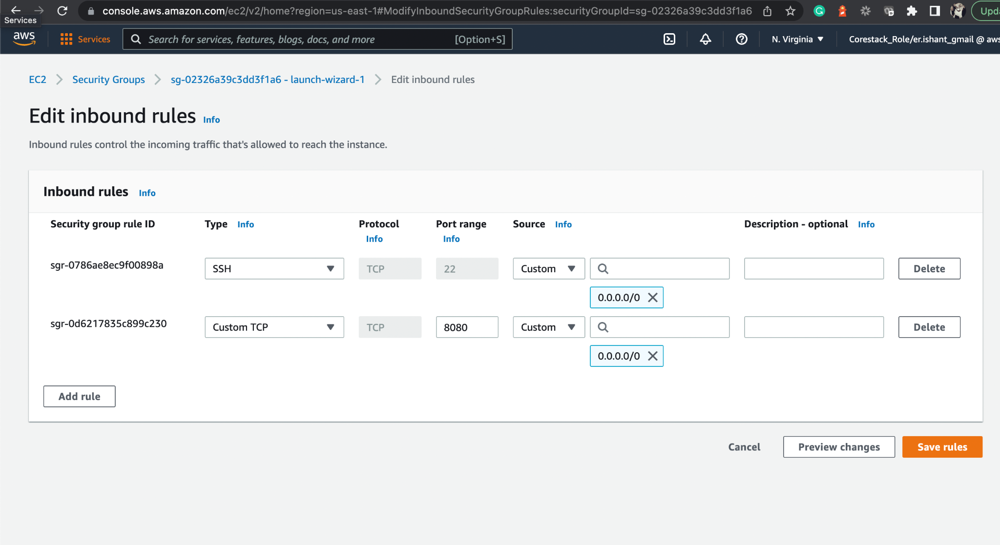 console.aws.amazon.com/ec2/v2/home?region=us-east-1#ModifyInboundSecurityGroupRules:securityGroupId=sg-02326a39c3dd3f1a6
Upda
Services
aws
Services
Search for services, features, blogs, docs, and more [Option+S]
N. Virginia
Corestack_Role/er.ishant_gmail @ aws
EC2 > Security Groups > sg-02326a39c3dd3f1a6 - launch-wizard-1 > Edit inbound rules
Edit inbound rules Info
Inbound rules control the incoming traffic that's allowed to reach the instance.
Inbound rules Info
Security group rule ID Type Info Protocol Port range Source Info Description - optional Info
Info Info
sgr-0786ae8ec9f00898a SSH TCP 22 Custom Delete
0.0.0.0/0
sgr-0d6217835c899c230 Custom TCP TCP 8080 Custom Delete
0.0.0.0/0
Add rule
Cancel Preview changes Save rules